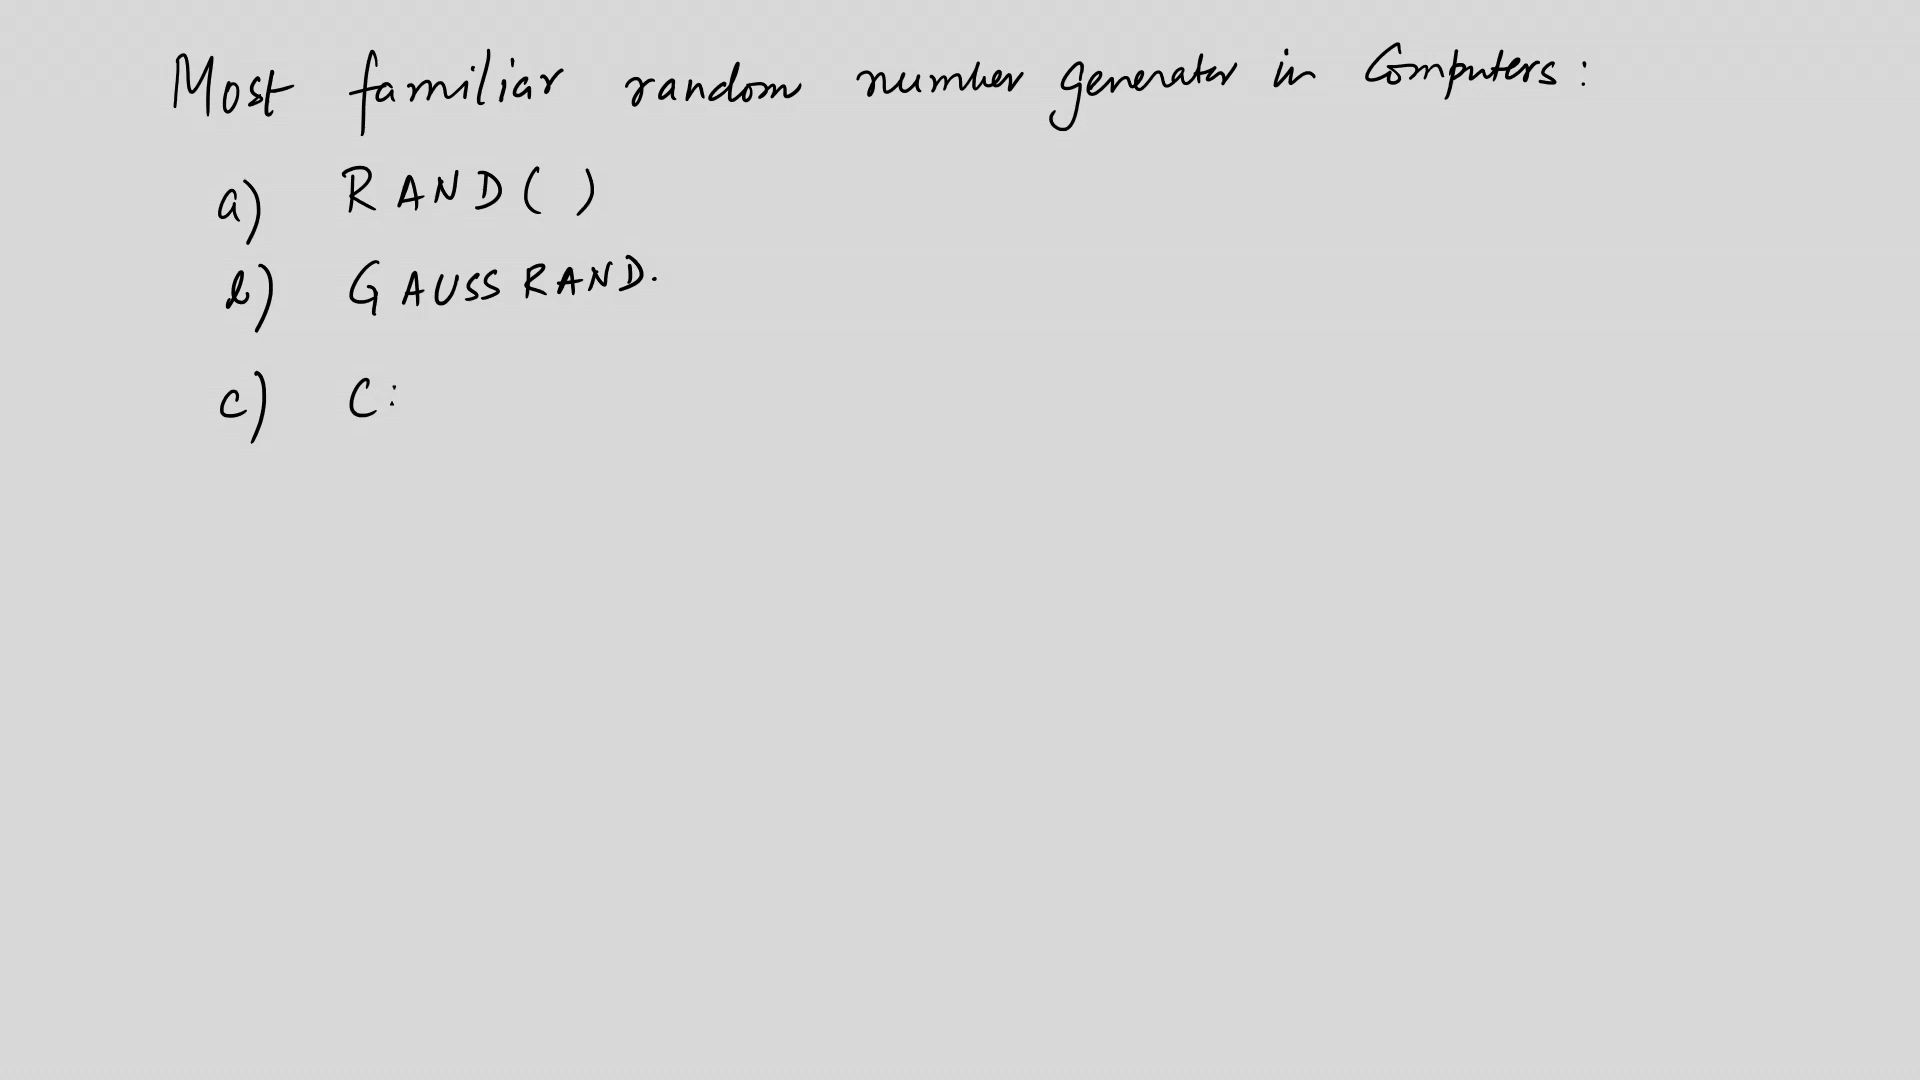 Most familiar random number generator in Computers:
a) RAND( )
b) GAUSSRAND.
c) C: